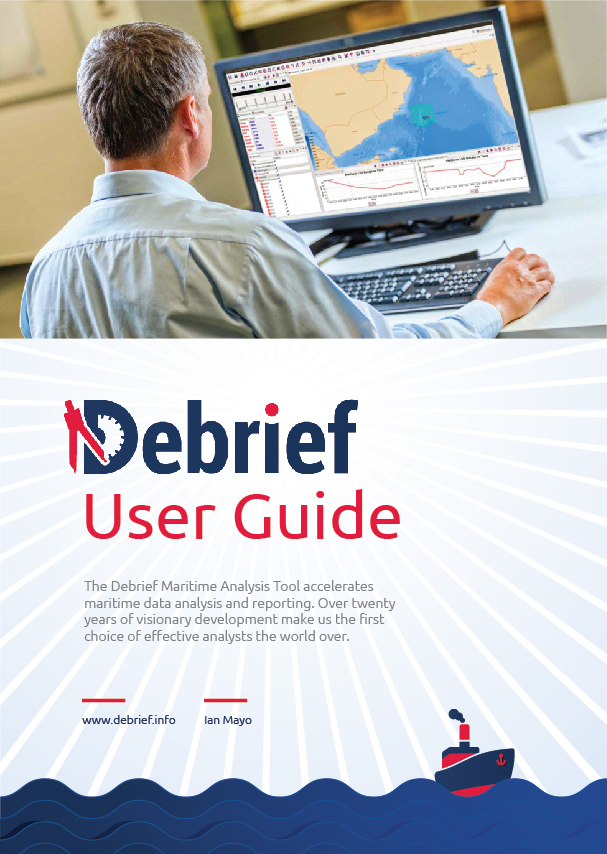 Debrief
User Guide
The Debrief Maritime Analysis Tool accelerates
maritime data analysis and reporting. Over twenty
years of visionary development make us the first
choice of effective analysts the world over.
www.debrief.info
Ian Mayo